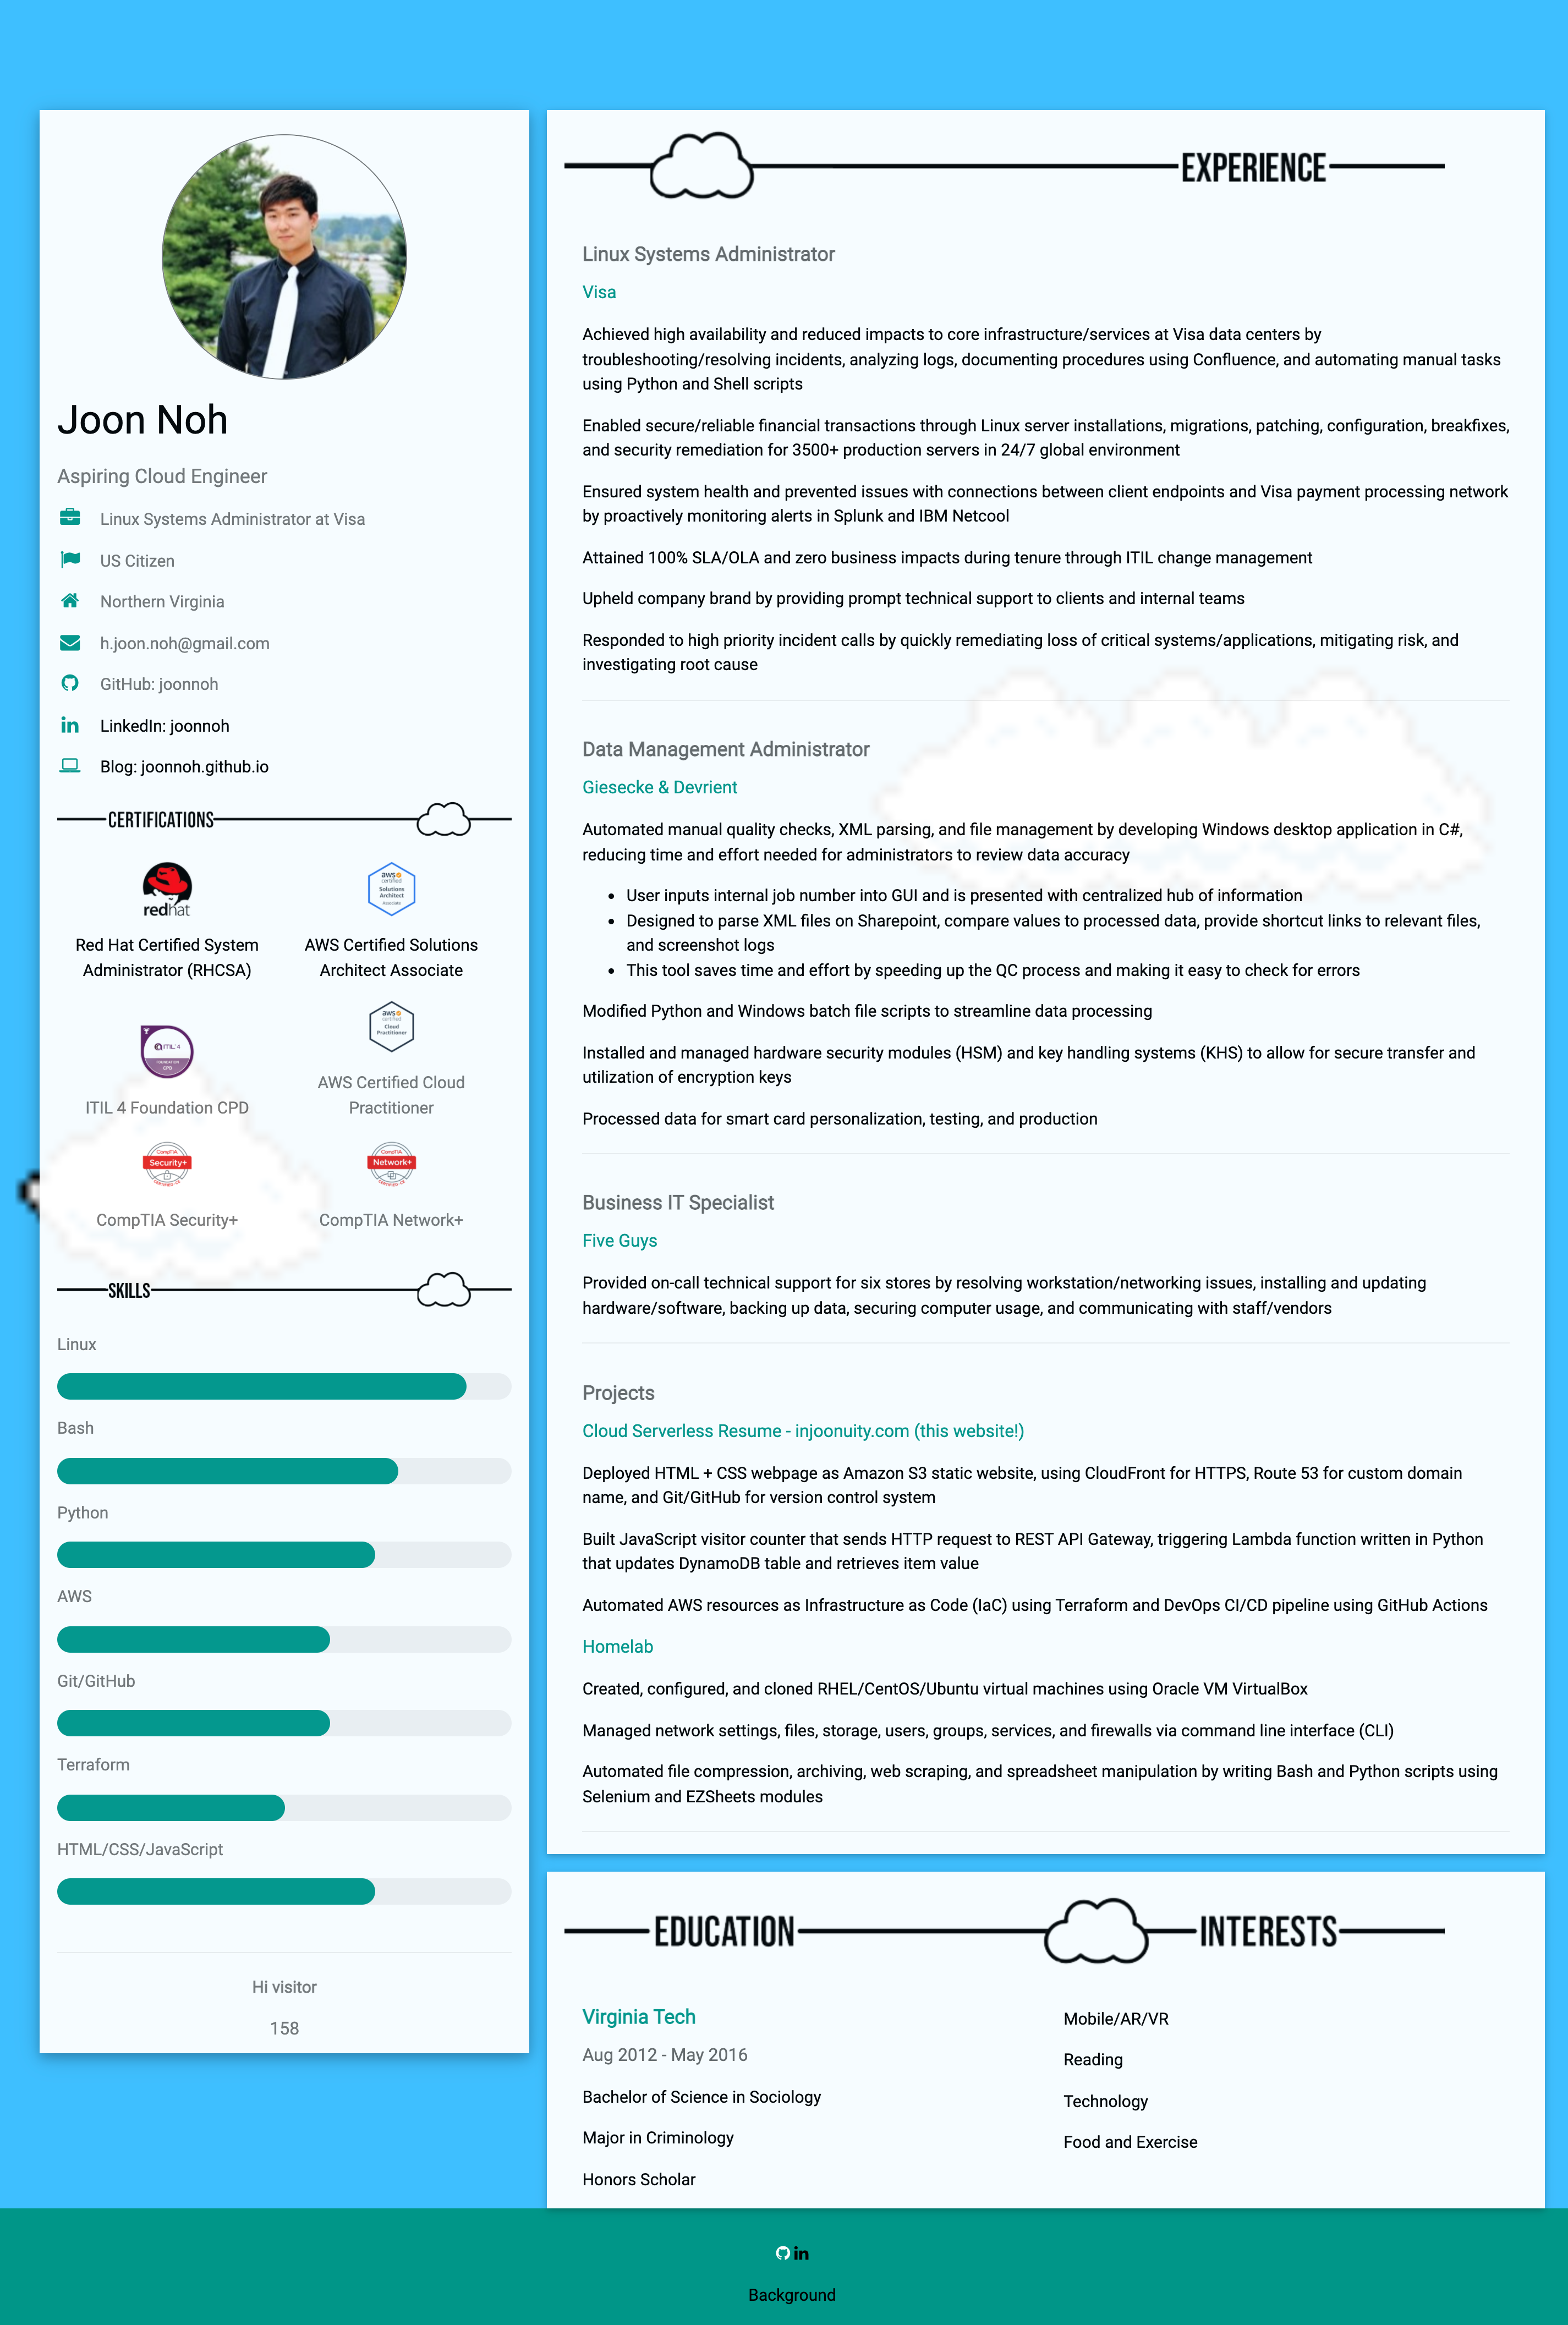 Joon Noh
Aspiring Cloud Engineer
Linux Systems Administrator at Visa
US Citizen
Northern Virginia
h.joon.noh@gmail.com
GitHub: joonnoh
LinkedIn: joonnoh
Blog: joonnoh.github.io
CERTIFICATIONS
redhat
Red Hat Certified System
Administrator (RHCSA)
aws
certified
Solutions
Architect
Associate
AWS Certified Solutions
Architect Associate
ITIL 4
FOUNDATION
CPD
ITIL 4 Foundation CPD
aws
certified
Cloud
Practitioner
AWS Certified Cloud
Practitioner
CompTIA
Security+
CompTIA Security+
CompTIA
Network+
CompTIA Network+
SKILLS
Linux
Bash
Python
AWS
Git/GitHub
Terraform
HTML/CSS/JavaScript
Hi visitor
158
EXPERIENCE
Linux Systems Administrator
Visa
Achieved high availability and reduced impacts to core infrastructure/services at Visa data centers by
troubleshooting/resolving incidents, analyzing logs, documenting procedures using Confluence, and automating manual tasks
using Python and Shell scripts
Enabled secure/reliable financial transactions through Linux server installations, migrations, patching, configuration, breakfixes,
and security remediation for 3500+ production servers in 24/7 global environment
Ensured system health and prevented issues with connections between client endpoints and Visa payment processing network
by proactively monitoring alerts in Splunk and IBM Netcool
Attained 100% SLA/OLA and zero business impacts during tenure through ITIL change management
Upheld company brand by providing prompt technical support to clients and internal teams
Responded to high priority incident calls by quickly remediating loss of critical systems/applications, mitigating risk, and
investigating root cause
Data Management Administrator
Giesecke & Devrient
Automated manual quality checks, XML parsing, and file management by developing Windows desktop application in C#,
reducing time and effort needed for administrators to review data accuracy
• User inputs internal job number into GUI and is presented with centralized hub of information
• Designed to parse XML files on Sharepoint, compare values to processed data, provide shortcut links to relevant files,
and screenshot logs
• This tool saves time and effort by speeding up the QC process and making it easy to check for errors
Modified Python and Windows batch file scripts to streamline data processing
Installed and managed hardware security modules (HSM) and key handling systems (KHS) to allow for secure transfer and
utilization of encryption keys
Processed data for smart card personalization, testing, and production
Business IT Specialist
Five Guys
Provided on-call technical support for six stores by resolving workstation/networking issues, installing and updating
hardware/software, backing up data, securing computer usage, and communicating with staff/vendors
Projects
Cloud Serverless Resume - injoonuity.com (this website!)
Deployed HTML + CSS webpage as Amazon S3 static website, using CloudFront for HTTPS, Route 53 for custom domain
name, and Git/GitHub for version control system
Built JavaScript visitor counter that sends HTTP request to REST API Gateway, triggering Lambda function written in Python
that updates DynamoDB table and retrieves item value
Automated AWS resources as Infrastructure as Code (IaC) using Terraform and DevOps CI/CD pipeline using GitHub Actions
Homelab
Created, configured, and cloned RHEL/CentOS/Ubuntu virtual machines using Oracle VM VirtualBox
Managed network settings, files, storage, users, groups, services, and firewalls via command line interface (CLI)
Automated file compression, archiving, web scraping, and spreadsheet manipulation by writing Bash and Python scripts using
Selenium and EZSheets modules
EDUCATION
Virginia Tech
Aug 2012 - May 2016
Bachelor of Science in Sociology
Major in Criminology
Honors Scholar
INTERESTS
Mobile/AR/VR
Reading
Technology
Food and Exercise
Background